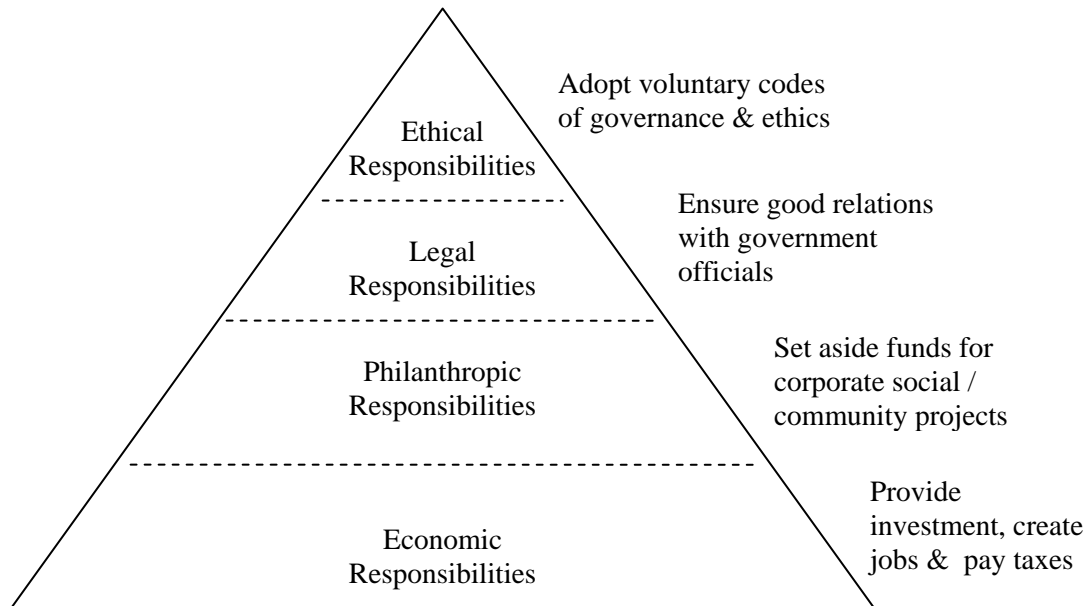 Adopt voluntary codes
of governance & ethics
Ethical
Responsibilities
Ensure good relations
with government
officials
Legal
Responsibilities
Set aside funds for
corporate social /
community projects
Philanthropic
Responsibilities
Provide
investment, create
jobs & pay taxes
Economic
Responsibilities